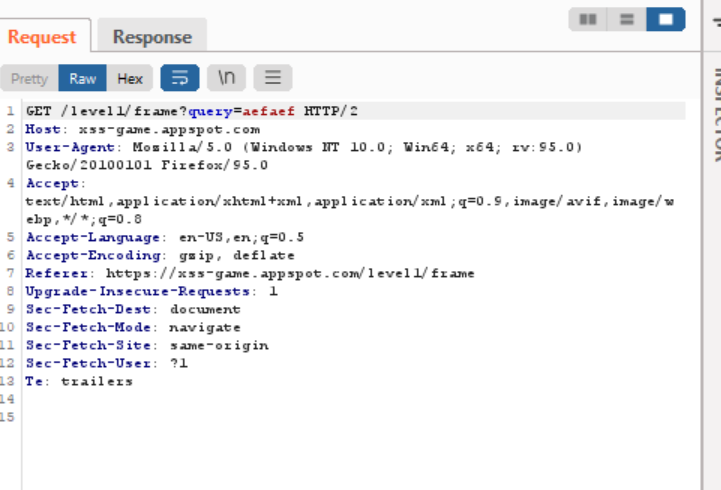 Request
Response
Pretty Raw Hex \n
1 GET /level1/frame?query=aefaef HTTP/2
2 Host: xss-game.appspot.com
3 User-Agent: Mozilla/5.0 (Windows NT 10.0; Win64; x64; rv:95.0)
Gecko/20100101 Firefox/95.0
4 Accept:
text/html,application/xhtml+xml,application/xml;q=0.9,image/avif,image/w
ebp,*/*;q=0.8
5 Accept-Language: en-US,en;q=0.5
6 Accept-Encoding: gzip, deflate
7 Referer: https://xss-game.appspot.com/level1/frame
8 Upgrade-Insecure-Requests: 1
9 Sec-Fetch-Dest: document
10 Sec-Fetch-Mode: navigate
11 Sec-Fetch-Site: same-origin
12 Sec-Fetch-User: ?1
13 Te: trailers
14
15
INSPECTOR